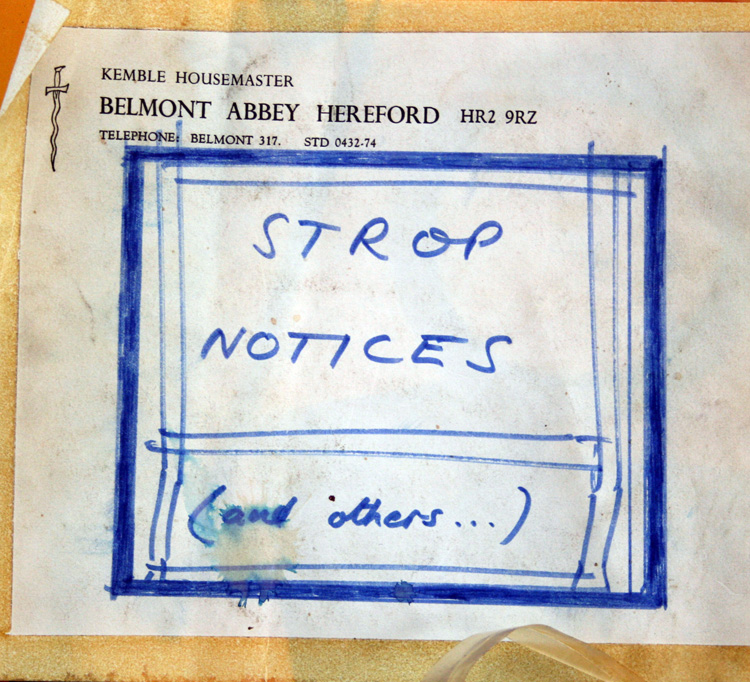 KEMBLE HOUSEMASTER
BELMONT ABBEY HEREFORD HR2 9RZ
TELEPHONE: BELMONT 317. STD 0432-74
STROP
NOTICES
(and others...)